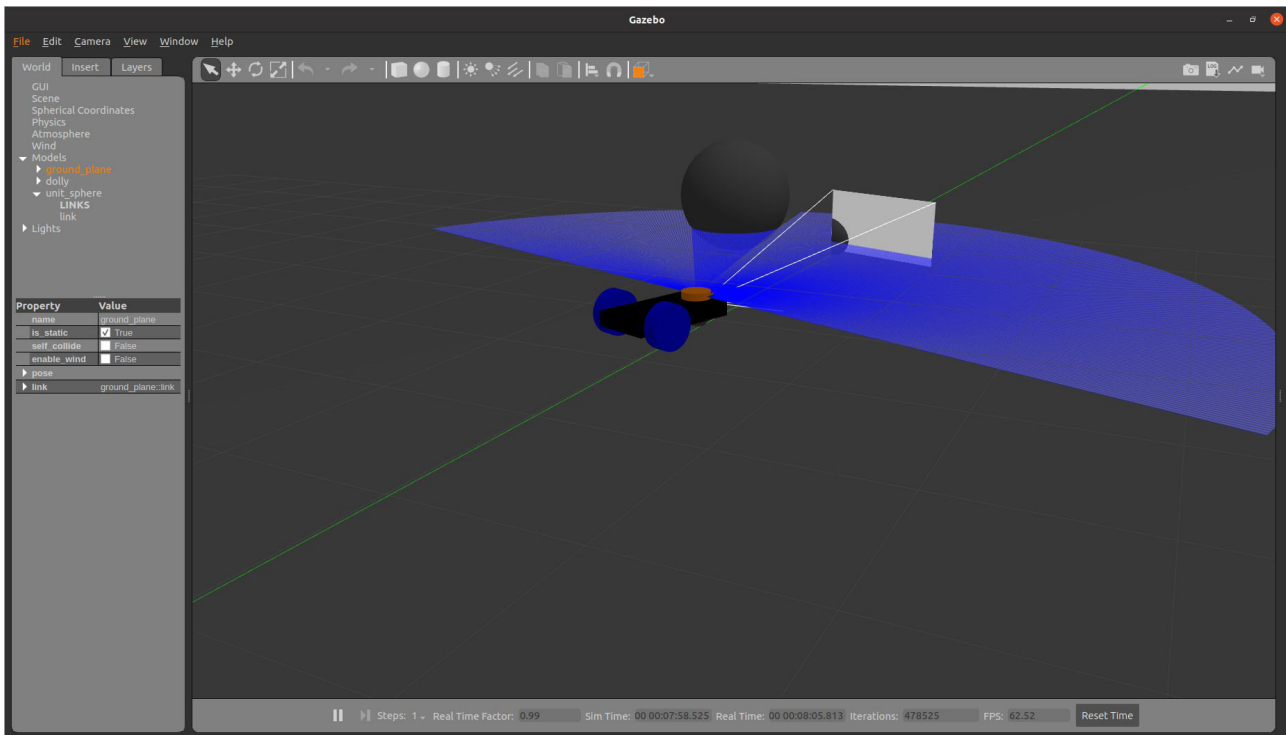 Gazebo
File Edit Camera View Window Help
World Insert Layers
GUI
Scene
Spherical Coordinates
Physics
Atmosphere
Wind
Models
ground_plane
dolly
unit_sphere
LINKS
link
Lights
Property Value
name ground_plane
is_static True
self_collide False
enable_wind False
pose
link ground_plane::link
LOG
Steps: 1 Real Time Factor: 0.99 Sim Time: 00 00:07:58.525 Real Time: 00 00:08:05.813 Iterations: 478525 FPS: 62.52 Reset Time